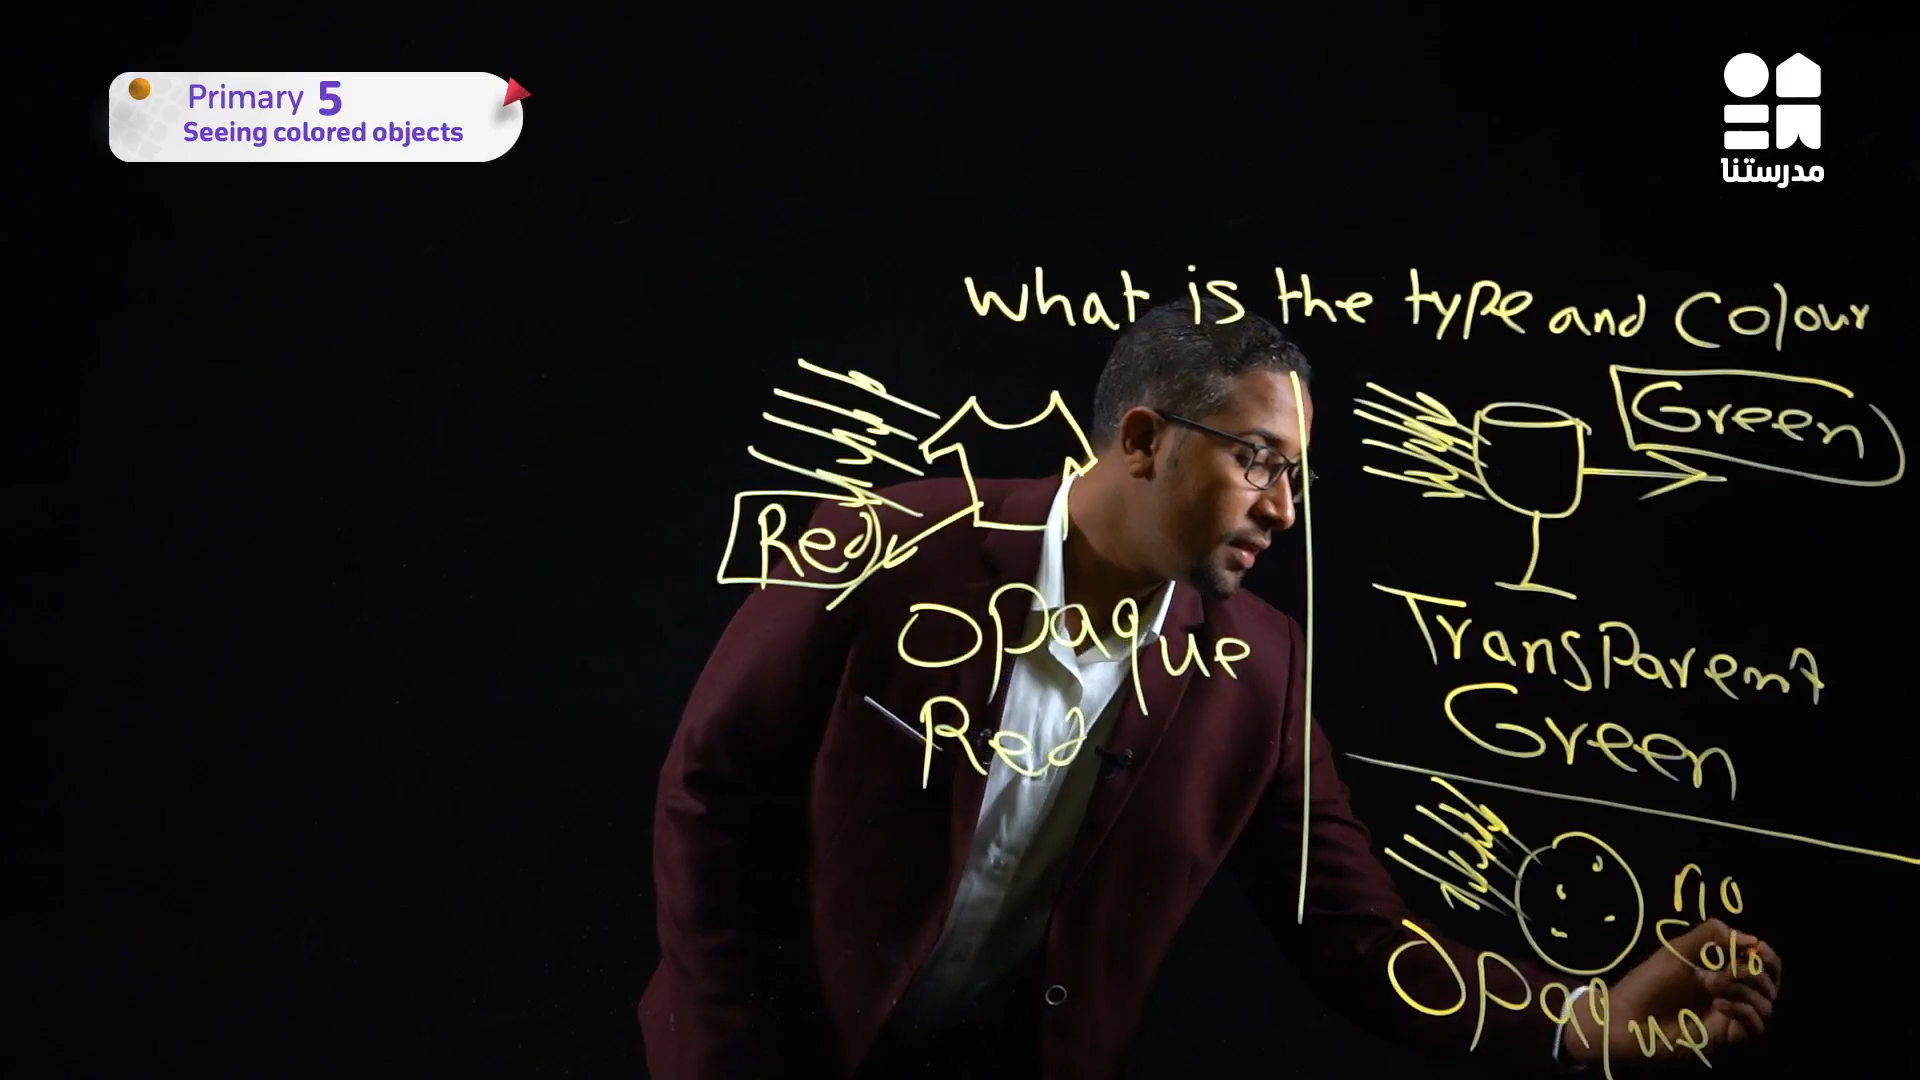 Primary 5
Seeing colored objects
مدرستنا
What is the type and Colour
Red
Opaque
Red
Green
Transparent
Green
no
Colo
Opaque